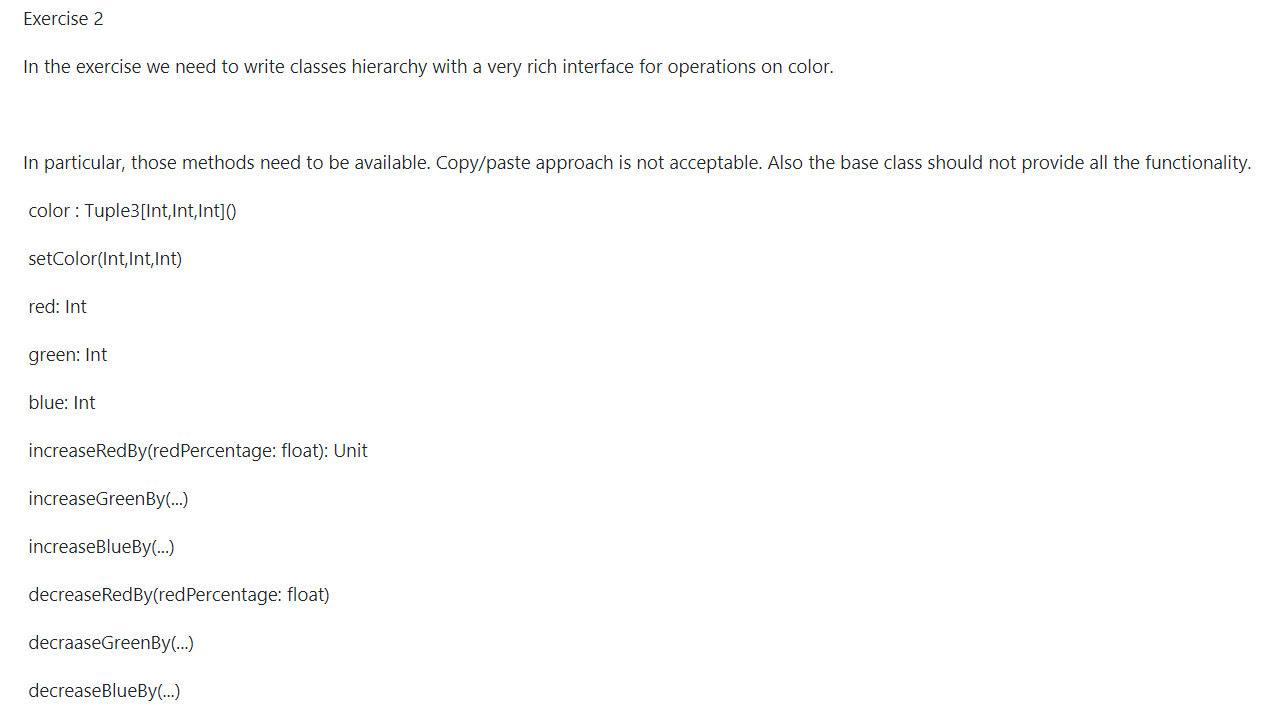 Exercise 2
In the exercise we need to write classes hierarchy with a very rich interface for operations on color.
In particular, those methods need to be available. Copy/paste approach is not acceptable. Also the base class should not provide all the functionality.
color : Tuple3[Int,Int,Int]()
setColor(Int,Int,Int)
red: Int
green: Int
blue: Int
increaseRedBy(redPercentage: float): Unit
increaseGreenBy(...)
increaseBlueBy(...)
decreaseRedBy(redPercentage: float)
decraaseGreenBy(...)
decreaseBlueBy(...)